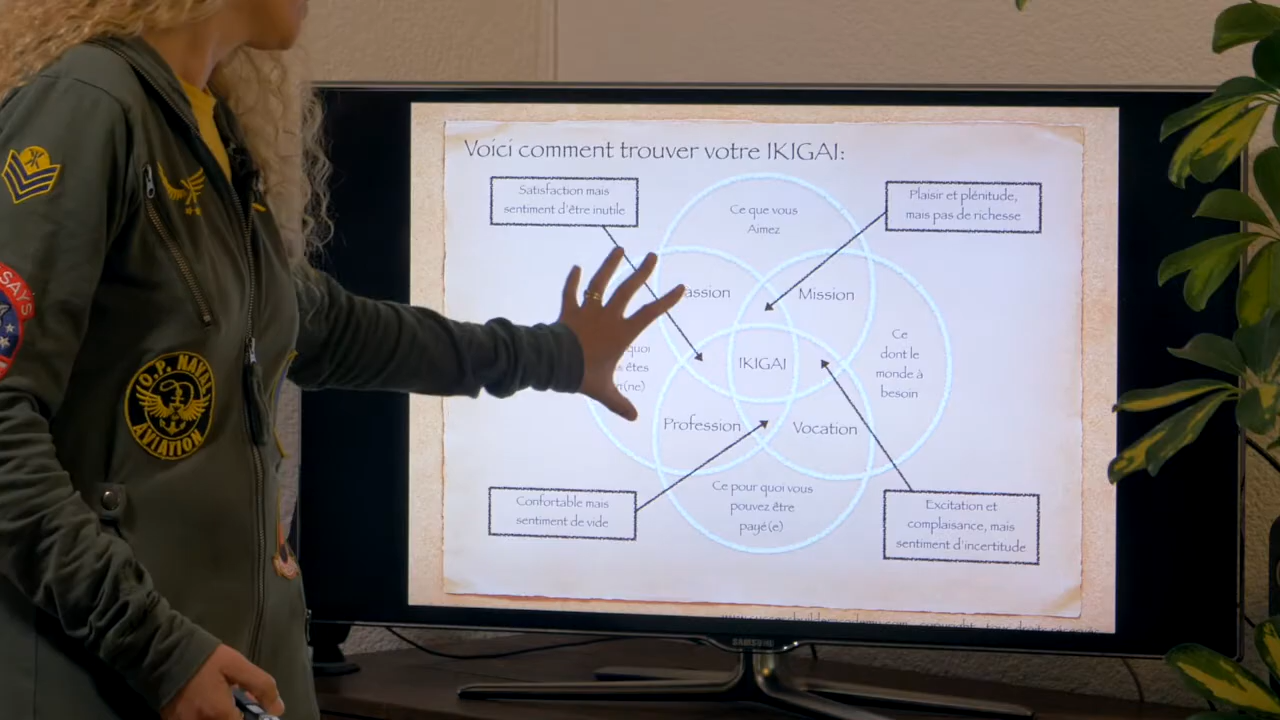 Voici comment trouver votre IKIGAI:
Satisfaction mais
sentiment d'être inutile
Plaisir et plénitude,
mais pas de richesse
Ce que vous
Aimez
Mission
Ce
dont le
monde à
besoin
IKIGAI
Profession
Vocation
Ce pour quoi vous
pouvez être
payé(e)
Confortable mais
sentiment de vide
Excitation et
complaisance, mais
sentiment d'incertitude
SAMSUNG
SAYS
O.P. NAVAL
AVIATION